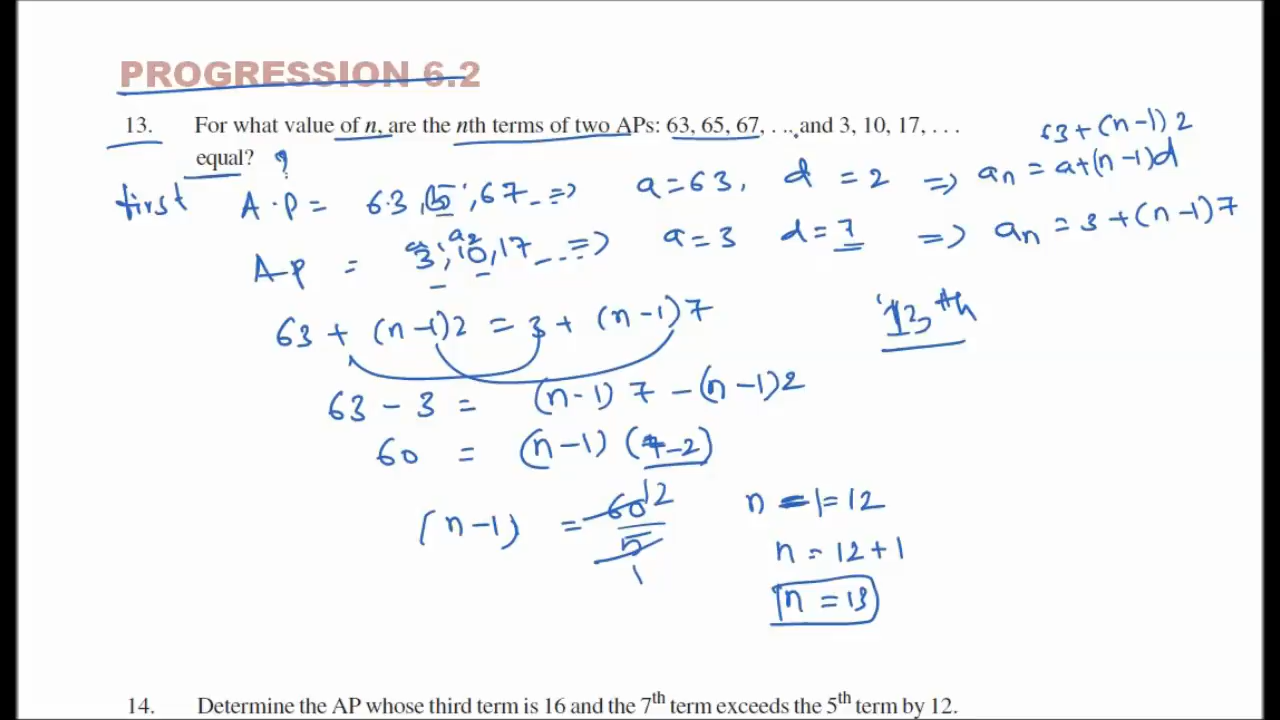 PROGRESSION 6.2
13. For what value of n, are the nth terms of two APs: 63, 65, 67, . . . and 3, 10, 17, . . .
equal? ?
63+(n-1)2
first A.P = 63, 65, 67 - - => a=63, d = 2 => an = a+(n-1)d
a a2
AP = 3, 10, 17 - - => a=3 d=7 => an = 3+(n-1)7
63 + (n-1)2 = 3 + (n-1)7
13th
63 - 3 = (n-1) 7 - (n-1)2
60 = (n-1) (7-2)
(n-1) = 60 12
5
1
n - 1 = 12
n = 12+1
n = 13
14. Determine the AP whose third term is 16 and the 7th term exceeds the 5th term by 12.